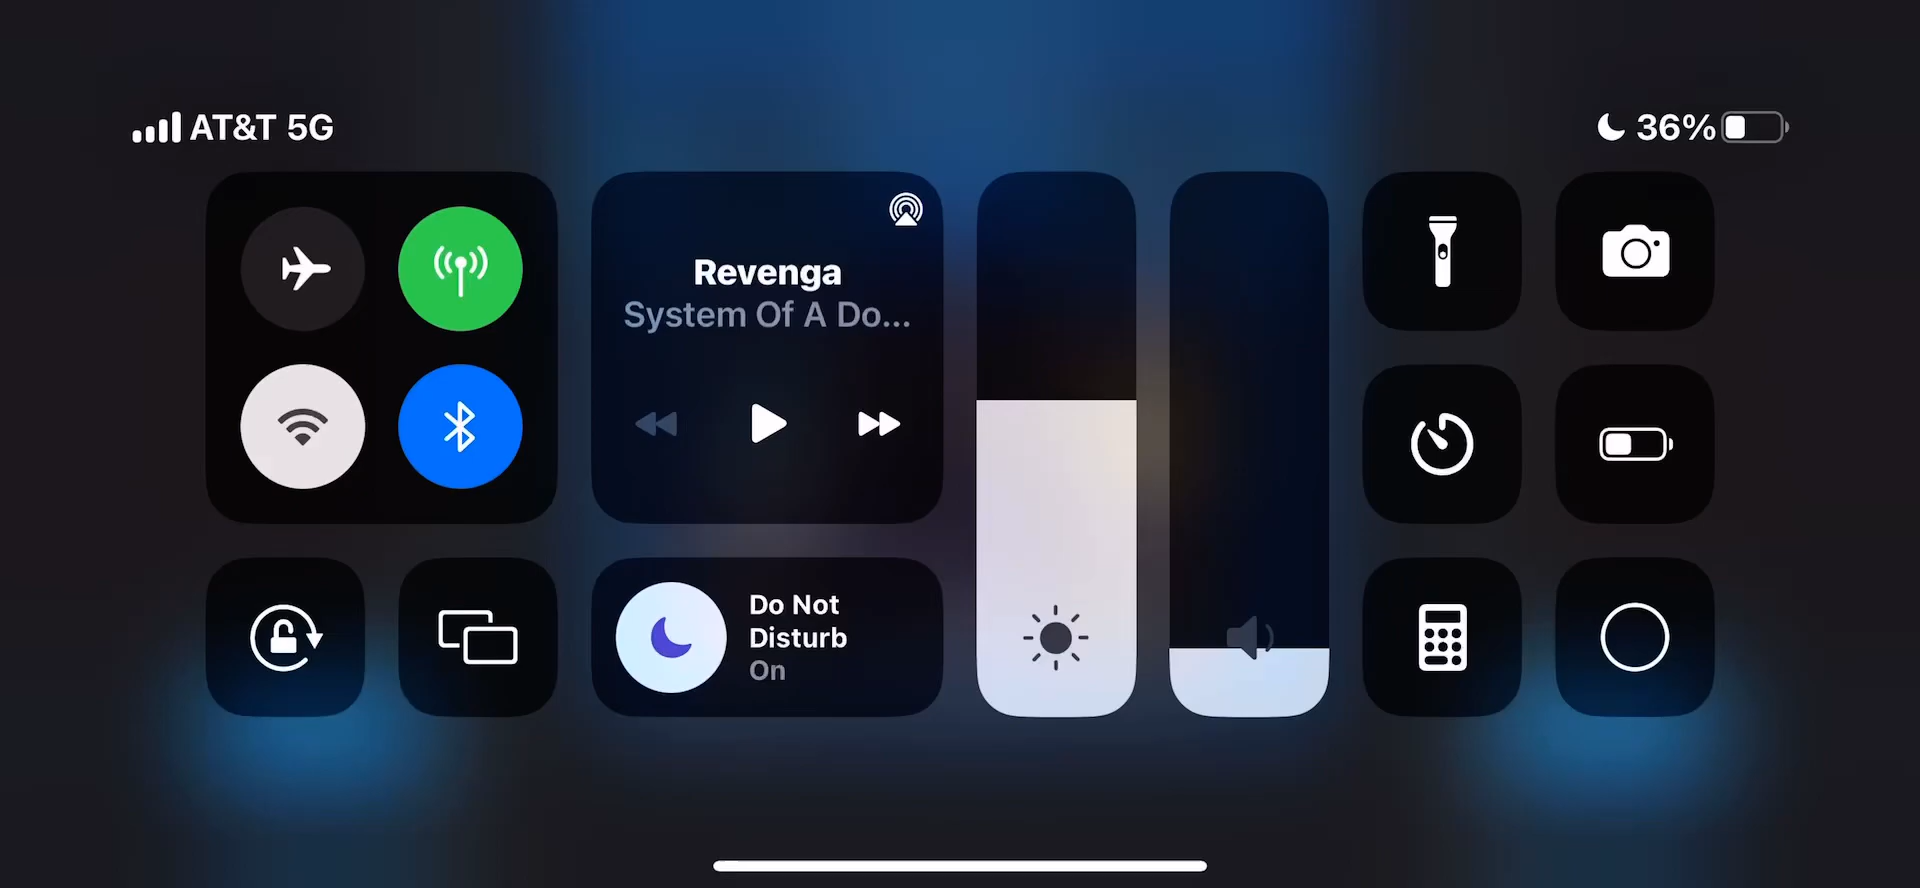 AT&T 5G
36%
Revenga
System Of A Do...
Do Not
Disturb
On